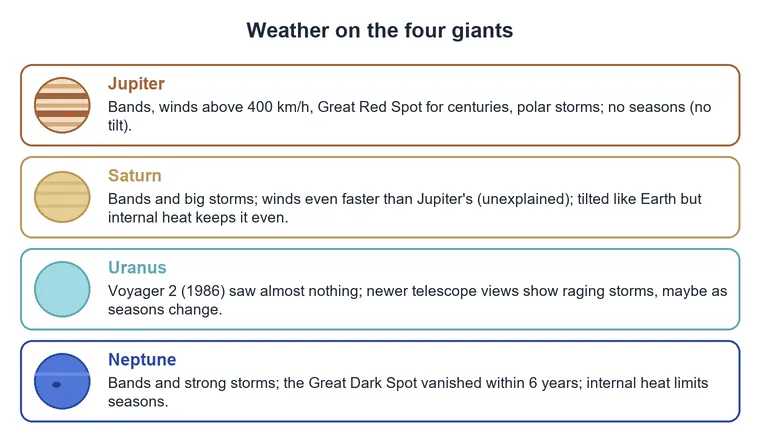 Weather on the four giants
Jupiter
Bands, winds above 400 km/h, Great Red Spot for centuries, polar storms; no seasons (no
tilt).
Saturn
Bands and big storms; winds even faster than Jupiter's (unexplained); tilted like Earth but
internal heat keeps it even.
Uranus
Voyager 2 (1986) saw almost nothing; newer telescope views show raging storms, maybe as
seasons change.
Neptune
Bands and strong storms; the Great Dark Spot vanished within 6 years; internal heat limits
seasons.